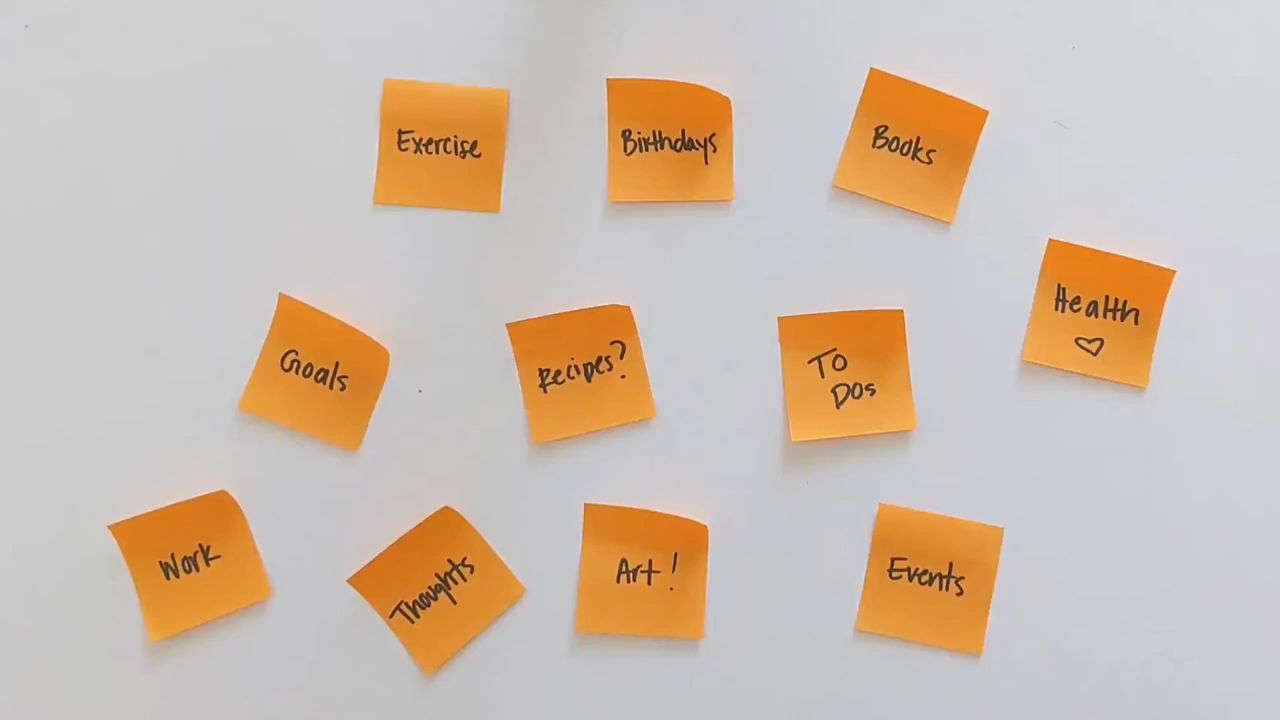 Exercise
Birthdays
Books
Health
♡
Goals
Recipes?
To
Dos
Work
Thoughts
Art!
Events